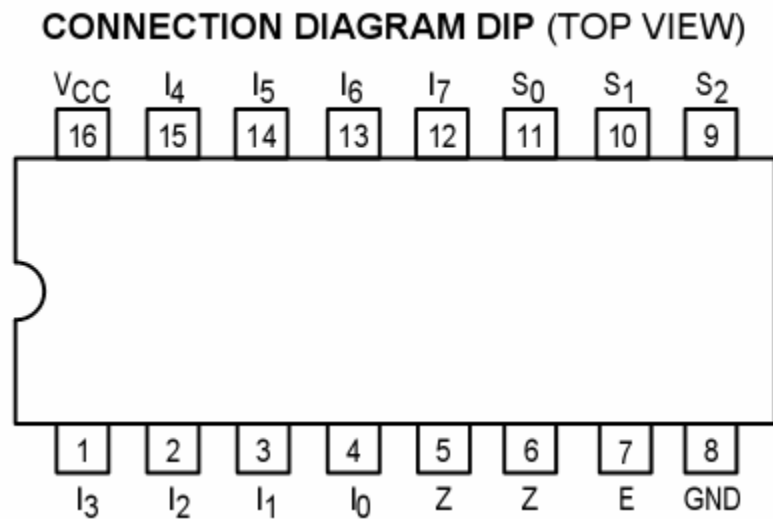 CONNECTION DIAGRAM DIP (TOP VIEW)
VCC I4 I5 I6 I7 S0 S1 S2
16 15 14 13 12 11 10 9
1 2 3 4 5 6 7 8
I3 I2 I1 I0 Z Z E GND